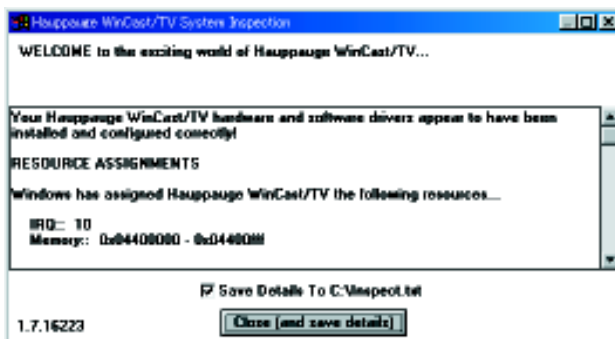 Hauppauge WinCast/TV System Inspection
WELCOME to the exciting world of Hauppauge WinCast/TV...
Your Hauppauge WinCast/TV hardware and software drivers appear to have been
installed and configured correctly!
RESOURCE ASSIGNMENTS
Windows has assigned Hauppauge WinCast/TV the following resources...
IRQ:: 10
Memory:: 0x04400000 - 0x04400fff
Save Details To C:\Inspect.txt
1.7.16223
Close (and save details)